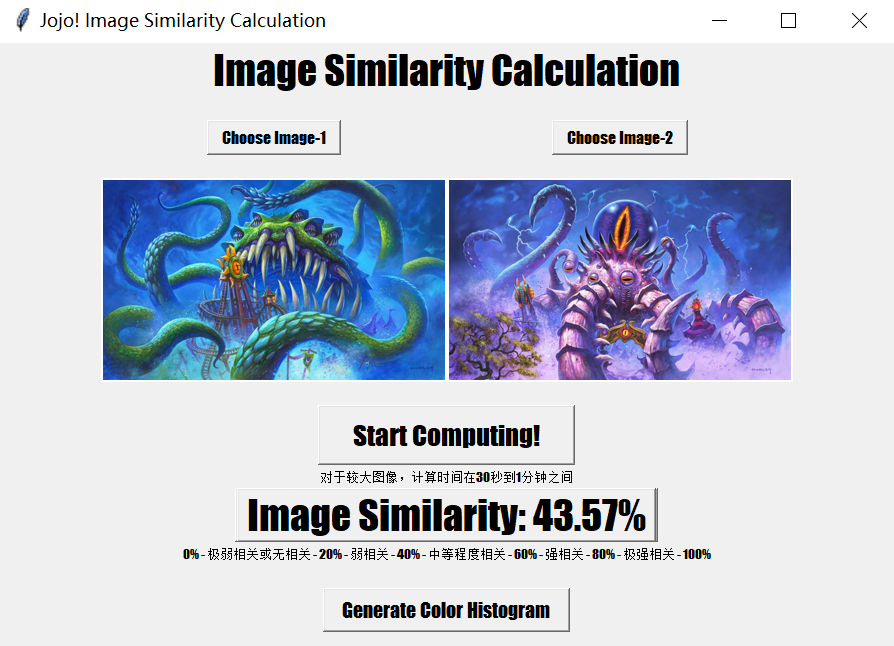 Jojo! Image Similarity Calculation
Image Similarity Calculation
Choose Image-1
Choose Image-2
Start Computing!
对于较大图像，计算时间在30秒到1分钟之间
Image Similarity: 43.57%
0%-极弱相关或无相关-20%-弱相关-40%-中等程度相关-60%-强相关-80%-极强相关-100%
Generate Color Histogram